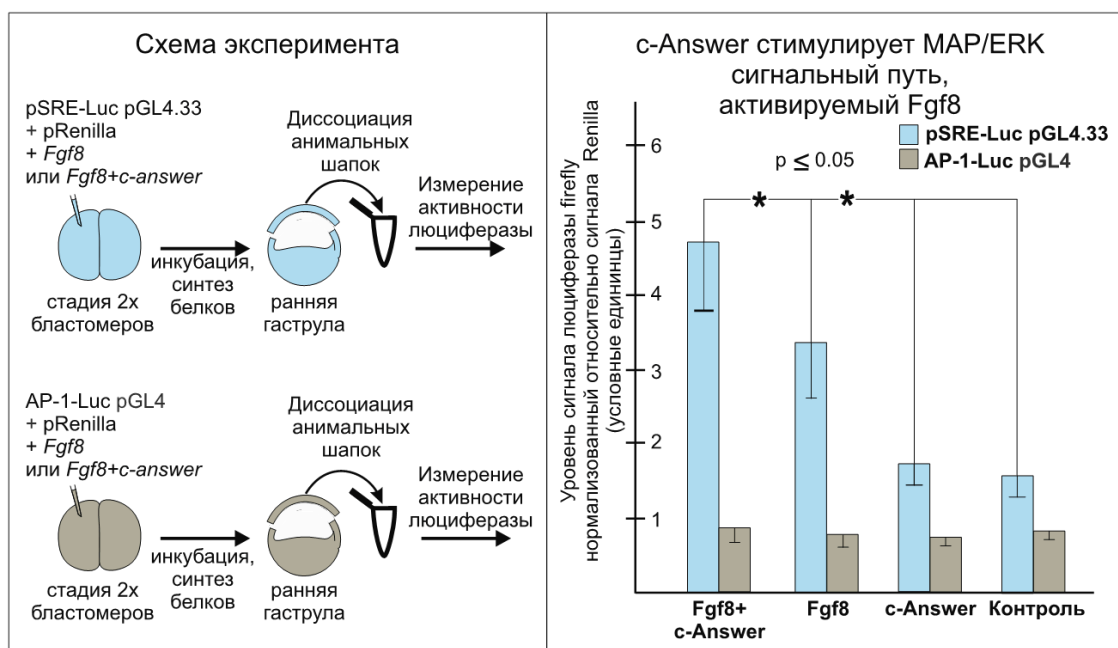 Схема эксперимента
pSRE-Luc pGL4.33
+ pRenilla
+ Fgf8
или Fgf8+c-answer
Диссоциация
анимальных
шапок
Измерение
активности
люциферазы
инкубация,
синтез
белков
стадия 2х
бластомеров
ранняя
гаструла
AP-1-Luc pGL4
+ pRenilla
+ Fgf8
или Fgf8+c-answer
Диссоциация
анимальных
шапок
Измерение
активности
люциферазы
инкубация,
синтез
белков
стадия 2х
бластомеров
ранняя
гаструла
c-Answer стимулирует MAP/ERK
сигнальный путь,
активируемый Fgf8
Уровень сигнала люциферазы firefly
нормализованный относительно сигнала Renilla
(условные единицы)
pSRE-Luc pGL4.33
AP-1-Luc pGL4
p ≤ 0.05
* *
6
5
4
3
2
1
Fgf8+
c-Answer
Fgf8
c-Answer
Контроль